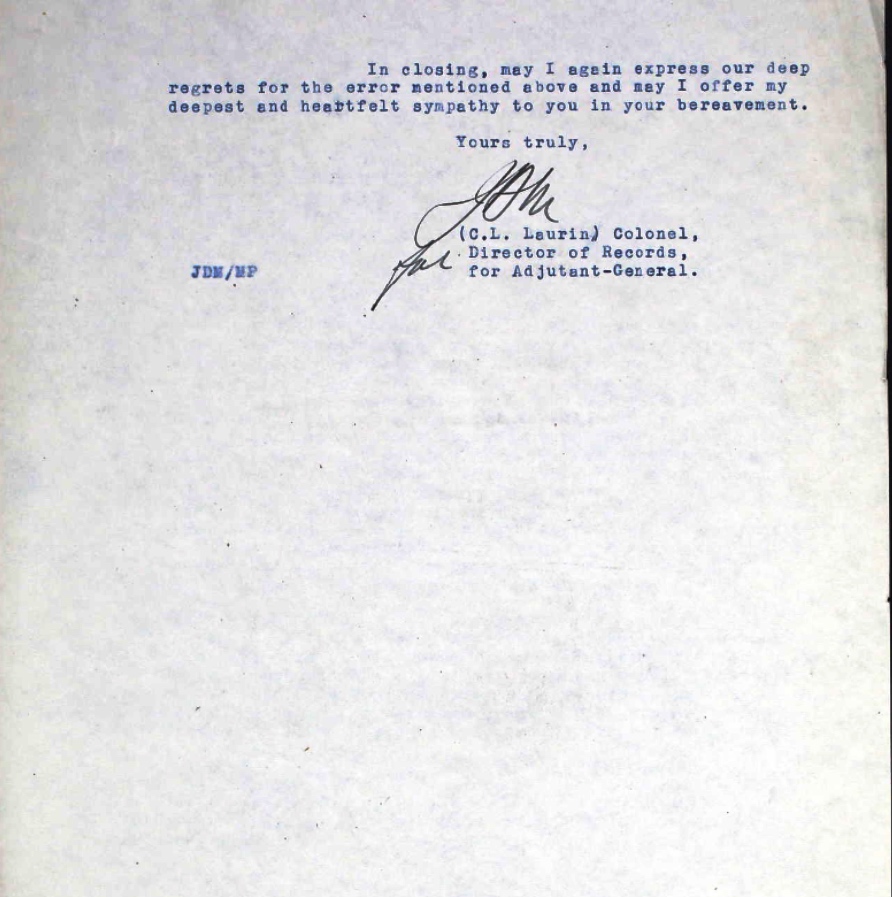 In closing, may I again express our deep
regrets for the error mentioned above and may I offer my
deepest and heartfelt sympathy to you in your bereavement.
Yours truly,
JDM
(C.L. Laurin) Colonel,
for Director of Records,
JDM/MP for Adjutant-General.